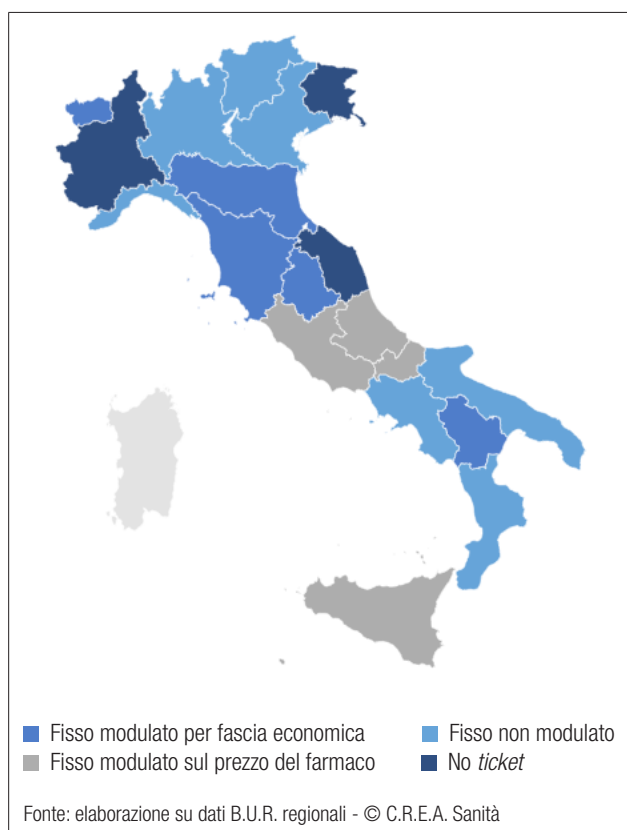 Fisso modulato per fascia economica
Fisso non modulato
Fisso modulato sul prezzo del farmaco
No ticket
Fonte: elaborazione su dati B.U.R. regionali - © C.R.E.A. Sanità